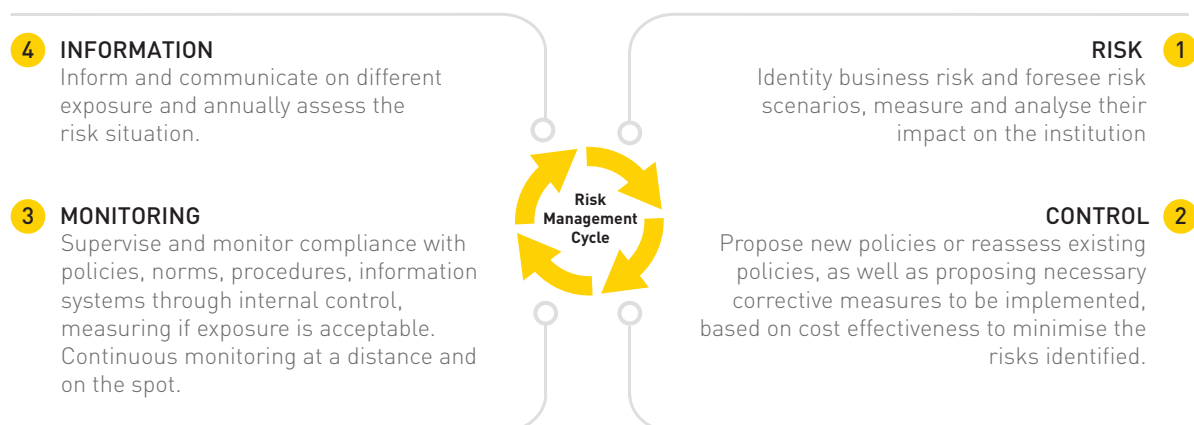 4 INFORMATION
Inform and communicate on different
exposure and annually assess the
risk situation.
RISK 1
Identity business risk and foresee risk
scenarios, measure and analyse their
impact on the institution
Risk
Management
Cycle
3 MONITORING
Supervise and monitor compliance with
policies, norms, procedures, information
systems through internal control,
measuring if exposure is acceptable.
Continuous monitoring at a distance and
on the spot.
CONTROL 2
Propose new policies or reassess existing
policies, as well as proposing necessary
corrective measures to be implemented,
based on cost effectiveness to minimise the
risks identified.